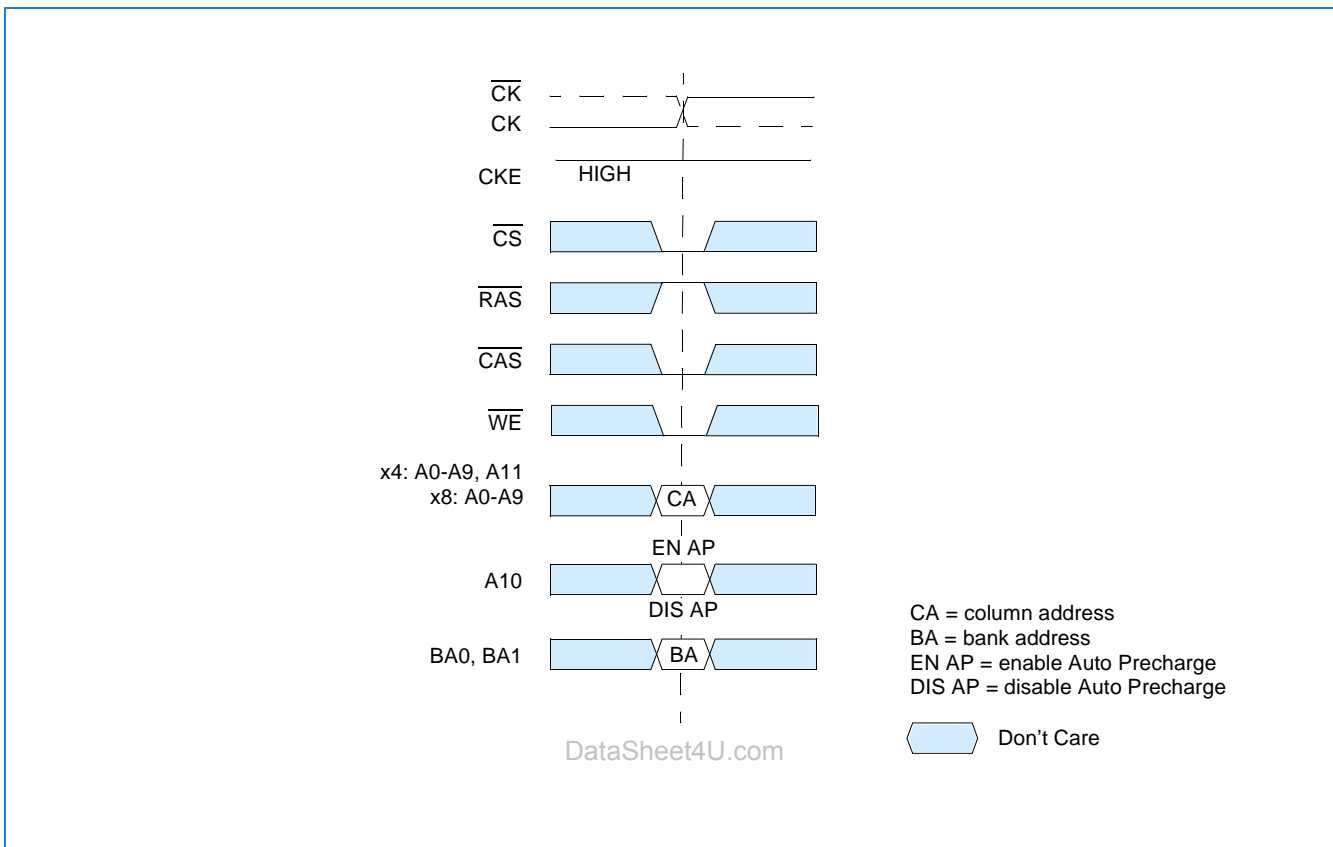 CK
CK
CKE HIGH
CS
RAS
CAS
WE
x4: A0-A9, A11
x8: A0-A9
CA
EN AP
A10
DIS AP
BA0, BA1
BA
CA = column address
BA = bank address
EN AP = enable Auto Precharge
DIS AP = disable Auto Precharge
Don't Care
DataSheet4U.com